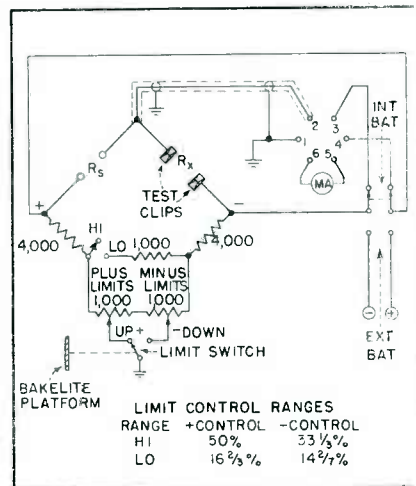 2 3
INT
BAT
1 4
6 5
MA
Rs
Rx
TEST
CLIPS
+
−
4,000
HI
LO 1,000
4,000
PLUS MINUS
LIMITS LIMITS
1,000 1,000
UP+ −DOWN
LIMIT SWITCH
− +
EXT
BAT
BAKELITE
PLATFORM
LIMIT CONTROL RANGES
RANGE +CONTROL −CONTROL
HI 50% 33 1/3%
LO 16 2/3% 14 2/7%